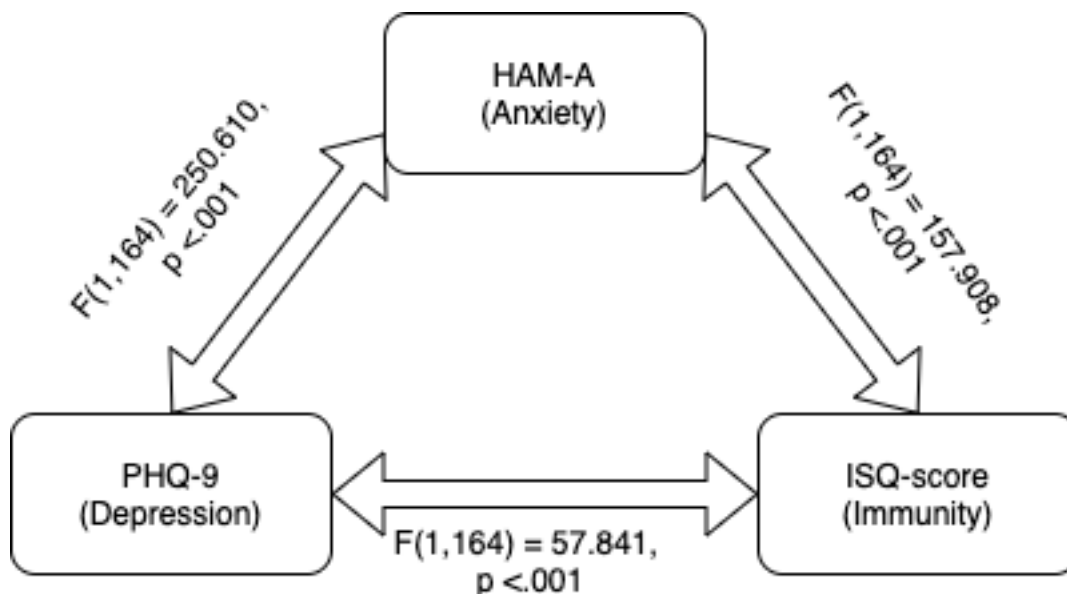 HAM-A
(Anxiety)
F(1,164) = 250.610,
p <.001
F(1,164) = 157.908,
p <.001
PHQ-9
(Depression)
ISQ-score
(Immunity)
F(1,164) = 57.841,
p <.001